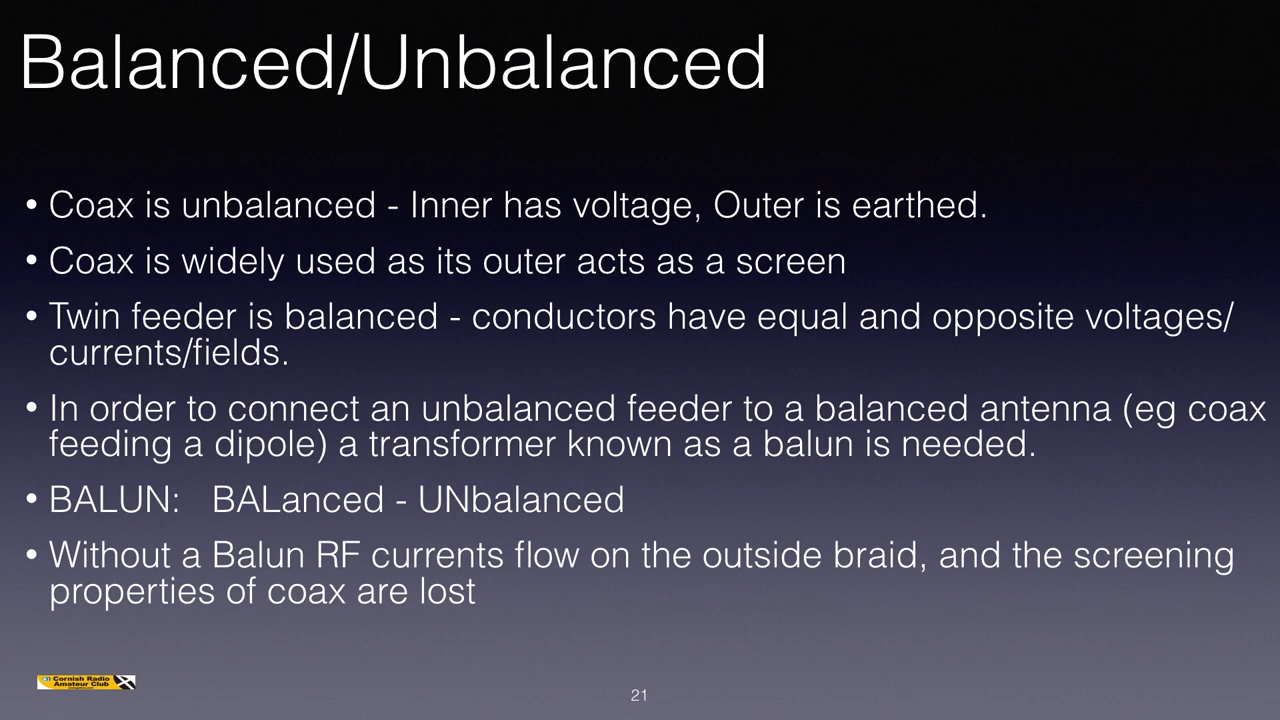 Balanced/Unbalanced
• Coax is unbalanced - Inner has voltage, Outer is earthed.
• Coax is widely used as its outer acts as a screen
• Twin feeder is balanced - conductors have equal and opposite voltages/
currents/fields.
• In order to connect an unbalanced feeder to a balanced antenna (eg coax
feeding a dipole) a transformer known as a balun is needed.
• BALUN: BALanced - UNbalanced
• Without a Balun RF currents flow on the outside braid, and the screening
properties of coax are lost
Cornish Radio
Amateur Club
21